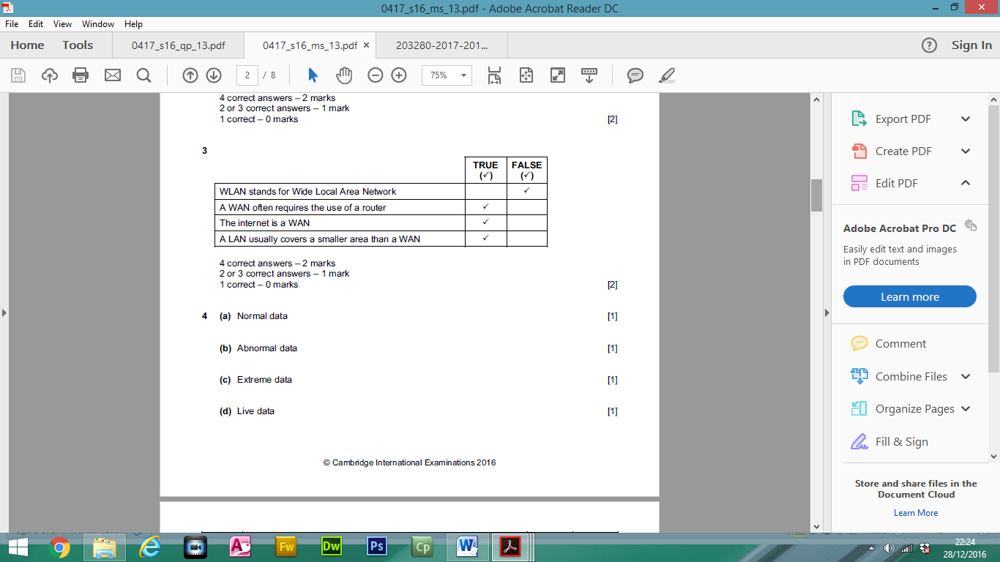 0417_s16_ms_13.pdf - Adobe Acrobat Reader DC
File Edit View Window Help
Home Tools 0417_s16_qp_13.pdf 0417_s16_ms_13.pdf × 203280-2017-201... Sign In
2 / 8 75%
4 correct answers – 2 marks
2 or 3 correct answers – 1 mark
1 correct – 0 marks [2]
3
TRUE FALSE
(✓) (✓)
WLAN stands for Wide Local Area Network ✓
A WAN often requires the use of a router ✓
The internet is a WAN ✓
A LAN usually covers a smaller area than a WAN ✓
4 correct answers – 2 marks
2 or 3 correct answers – 1 mark
1 correct – 0 marks [2]
4 (a) Normal data [1]
(b) Abnormal data [1]
(c) Extreme data [1]
(d) Live data [1]
© Cambridge International Examinations 2016
Export PDF
Create PDF
Edit PDF
Adobe Acrobat Pro DC
Easily edit text and images
in PDF documents
Learn more
Comment
Combine Files
Organize Pages
Fill & Sign
Store and share files in the
Document Cloud
Learn More
A Fw Dw Ps Cp W
22:24
28/12/2016